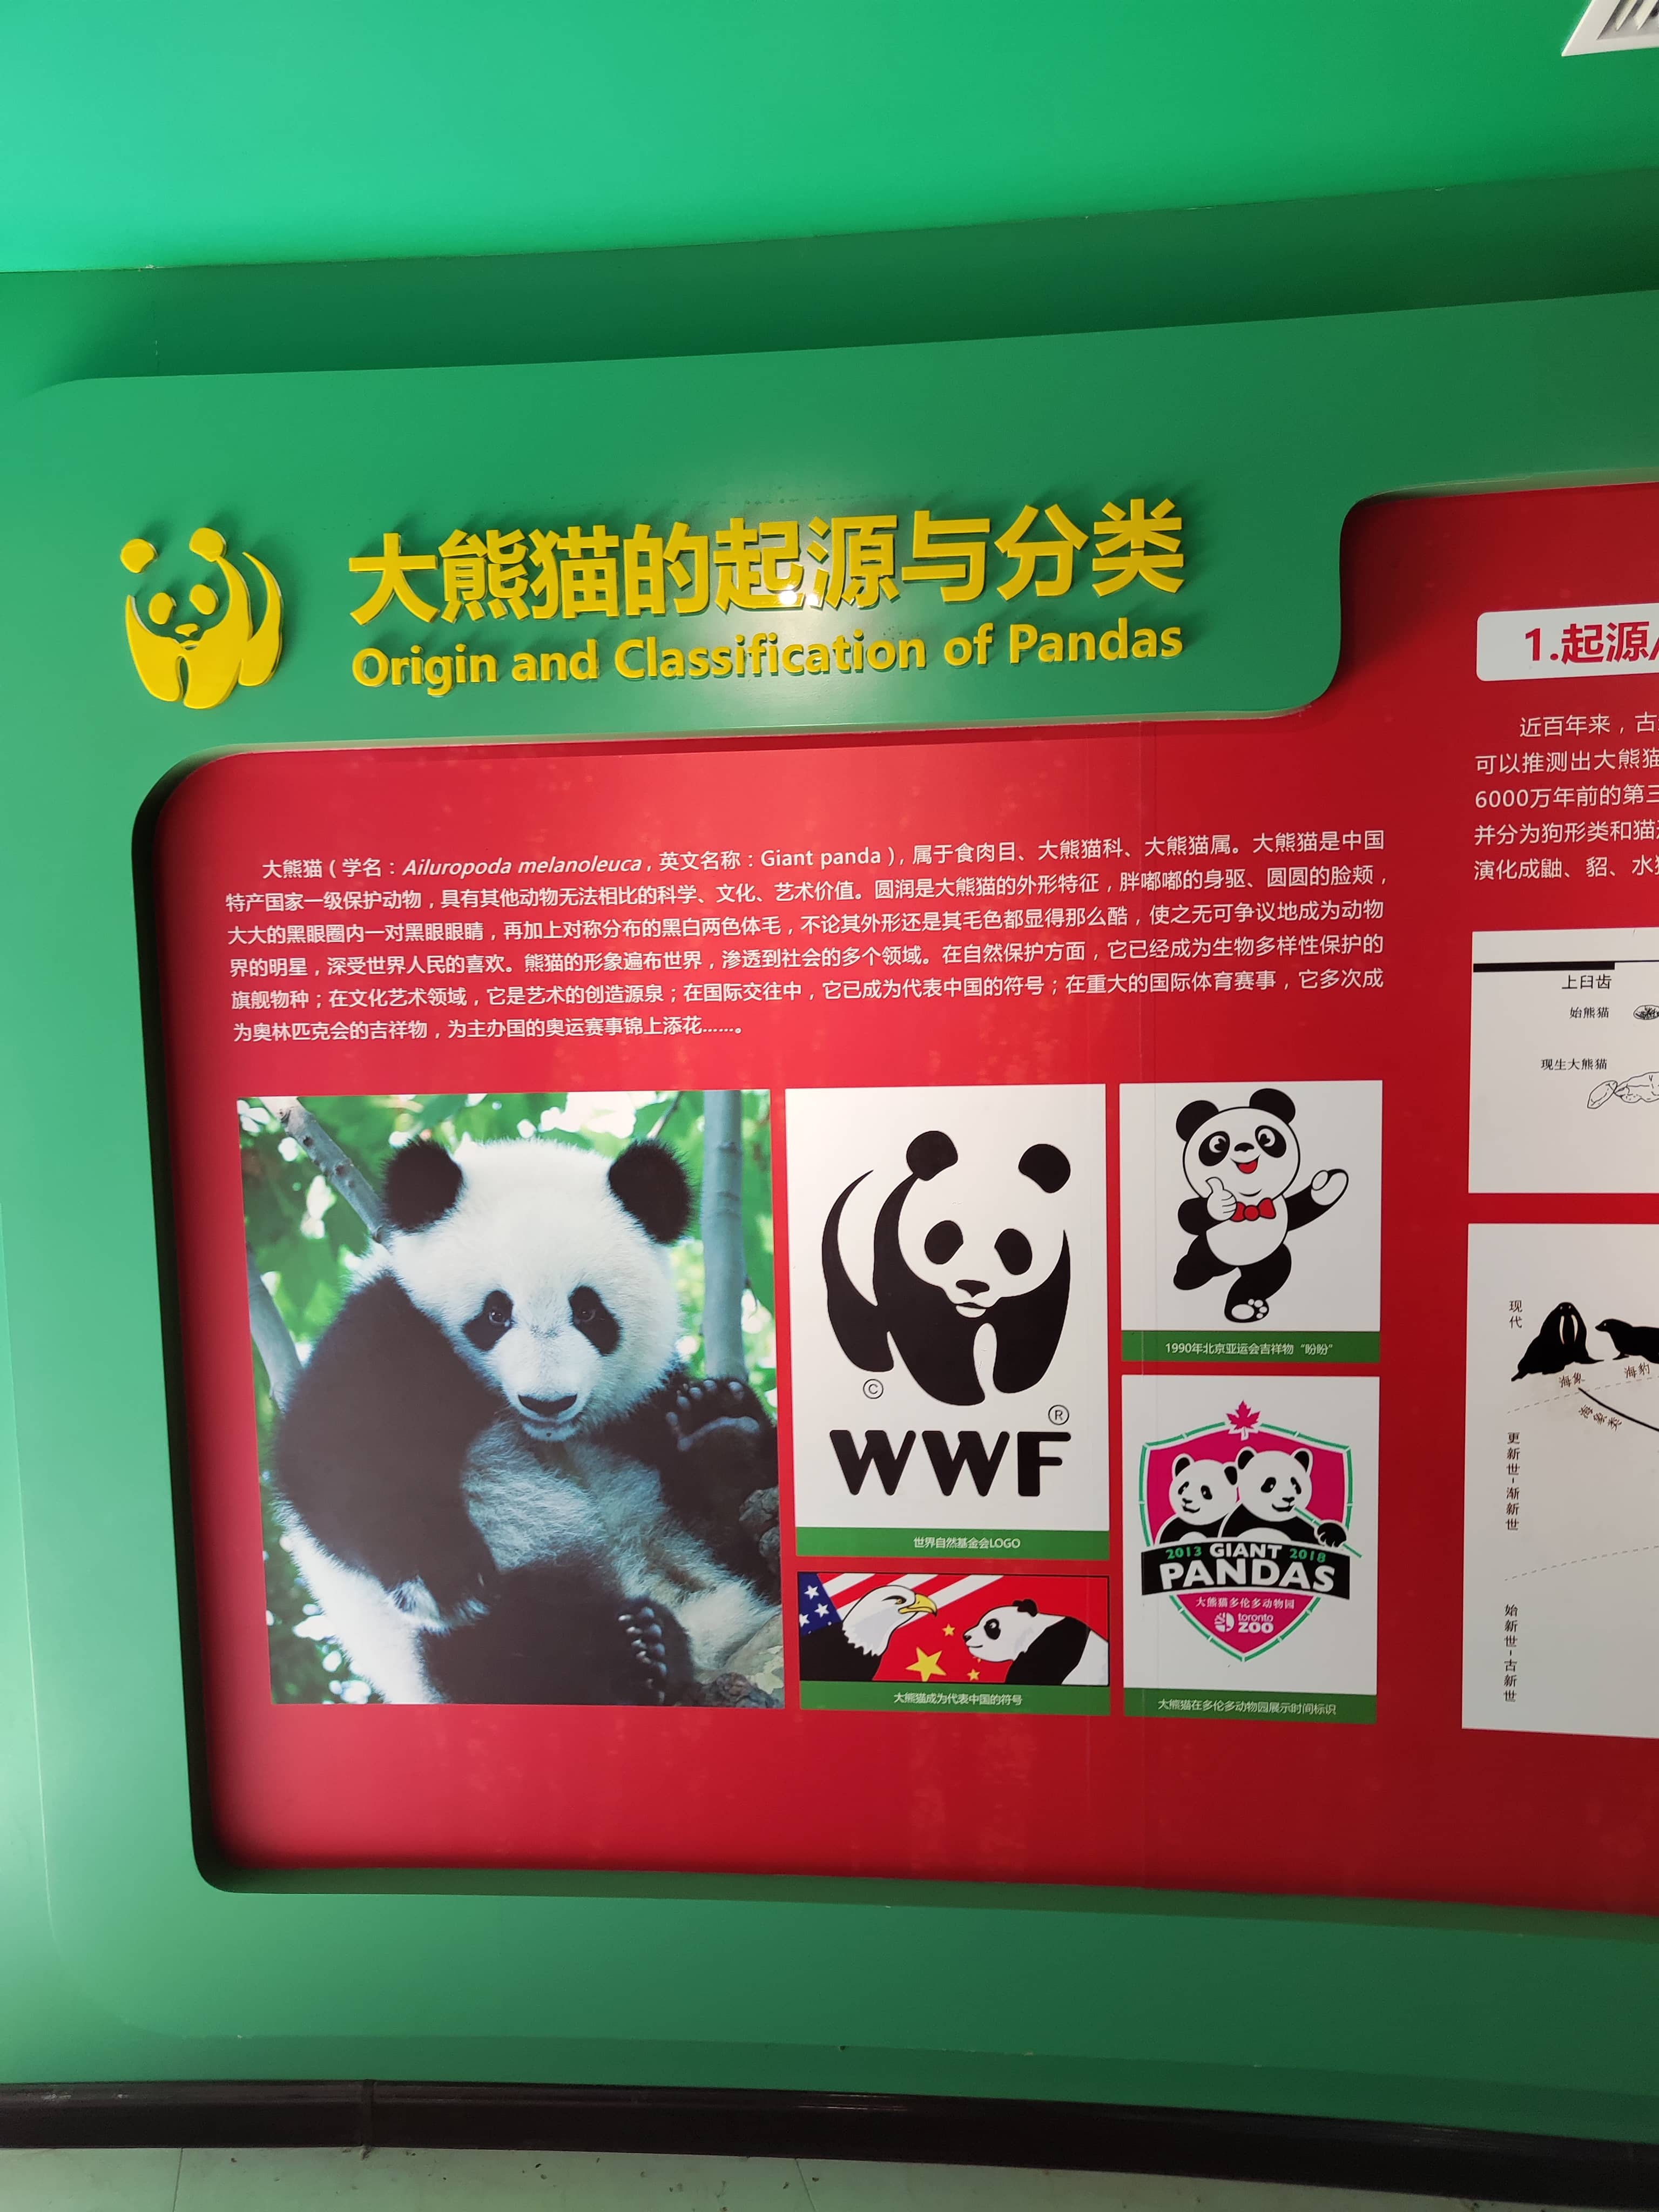 大熊猫的起源与分类
Origin and Classification of Pandas
大熊猫（学名：Ailuropoda melanoleuca，英文名称：Giant panda），属于食肉目、大熊猫科、大熊猫属。大熊猫是中国
特产国家一级保护动物，具有其他动物无法相比的科学、文化、艺术价值。圆润是大熊猫的外形特征，胖嘟嘟的身驱、圆圆的脸颊，
大大的黑眼圈内一对黑眼眼睛，再加上对称分布的黑白两色体毛，不论其外形还是其毛色都显得那么酷，使之无可争议地成为动物
界的明星，深受世界人民的喜欢。熊猫的形象遍布世界，渗透到社会的多个领域。在自然保护方面，它已经成为生物多样性保护的
旗舰物种；在文化艺术领域，它是艺术的创造源泉；在国际交往中，它已成为代表中国的符号；在重大的国际体育赛事，它多次成
为奥林匹克会的吉祥物，为主办国的奥运赛事锦上添花……。
©
®
WWF
世界自然基金会LOGO
大熊猫成为代表中国的符号
1990年北京亚运会吉祥物“盼盼”
2013 GIANT 2018
PANDAS
大熊猫多伦多动物园
toronto
ZOO
大熊猫在多伦多动物园展示时间标识
1.起源
近百年来，古
可以推测出大熊猫
6000万年前的第三
并分为狗形类和猫
演化成鼬、貂、水
上臼齿
始熊猫
现生大熊猫
现代
海象
海豹
海象类
更新世-渐新世
始新世-古新世